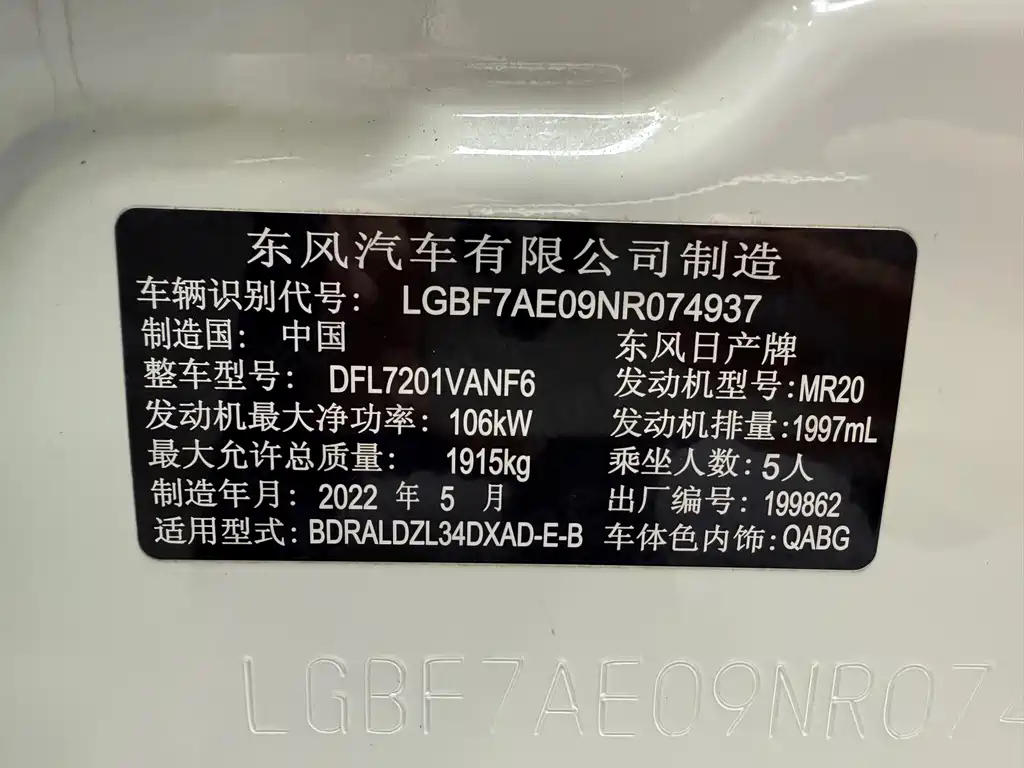 东风汽车有限公司制造
车辆识别代号: LGBF7AE09NR074937
制造国: 中国 东风日产牌
整车型号: DFL7201VANF6 发动机型号:MR20
发动机最大净功率: 106kW 发动机排量:1997mL
最大允许总质量: 1915kg 乘坐人数:5人
制造年月: 2022 年 5 月 出厂编号: 199862
适用型式: BDRALDZL34DXAD-E-B 车体色内饰:QABG
LGBF7AE09NR074